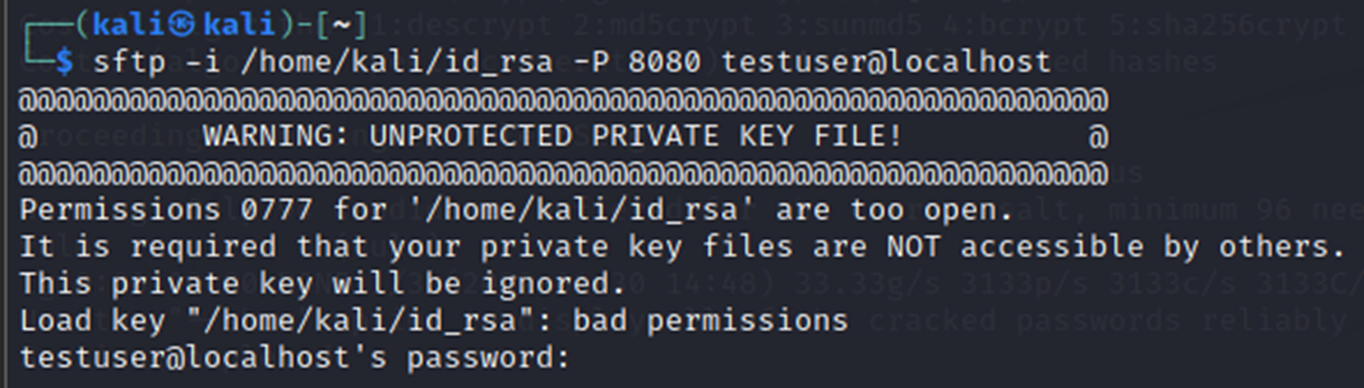 ┌──(kali㉿kali)-[~]
└─$ sftp -i /home/kali/id_rsa -P 8080 testuser@localhost
@@@@@@@@@@@@@@@@@@@@@@@@@@@@@@@@@@@@@@@@@@@@@@@@@@@@@@@@@@@
@         WARNING: UNPROTECTED PRIVATE KEY FILE!          @
@@@@@@@@@@@@@@@@@@@@@@@@@@@@@@@@@@@@@@@@@@@@@@@@@@@@@@@@@@@
Permissions 0777 for '/home/kali/id_rsa' are too open.
It is required that your private key files are NOT accessible by others.
This private key will be ignored.
Load key "/home/kali/id_rsa": bad permissions
testuser@localhost's password: